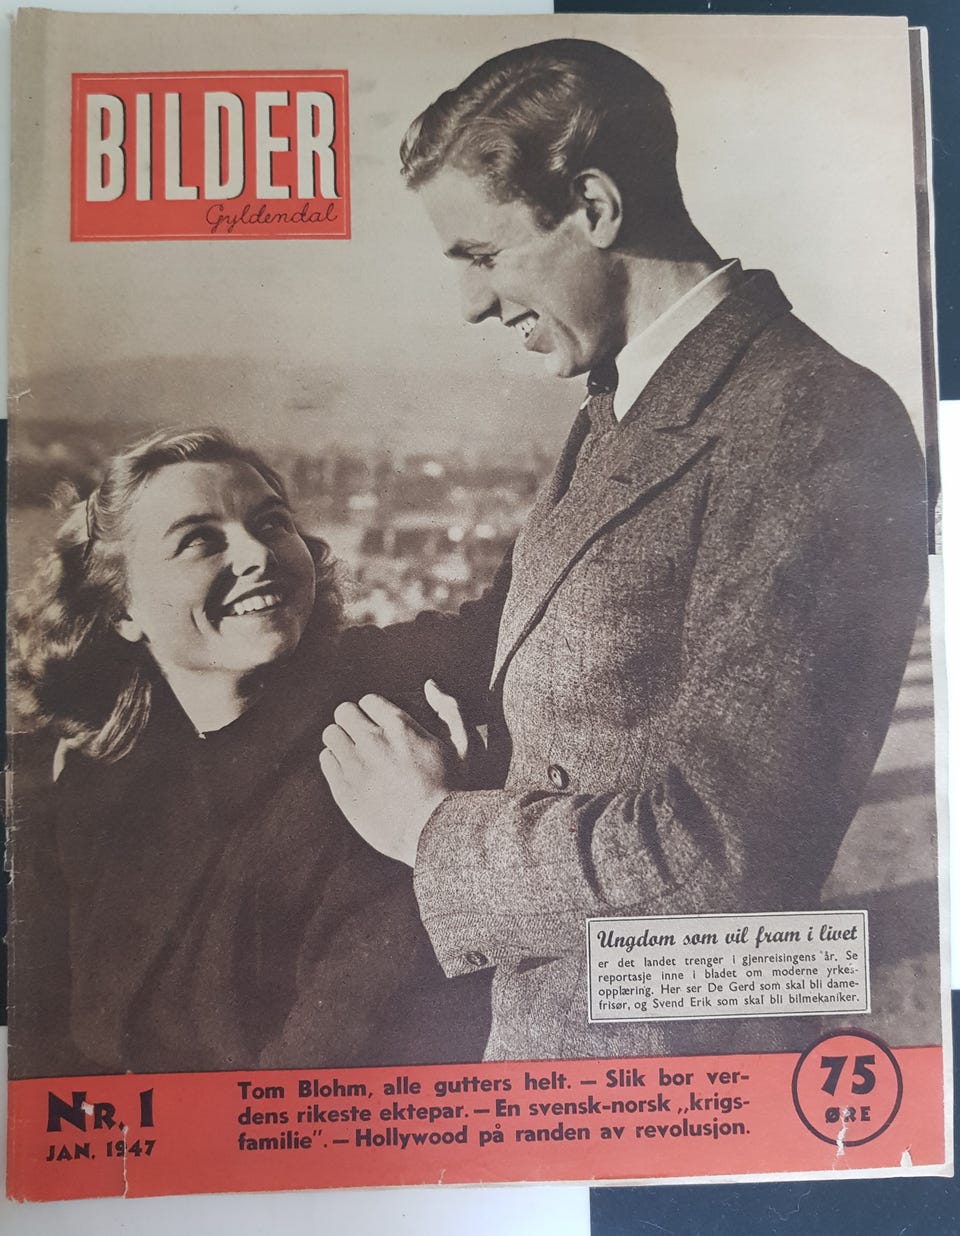 BILDER
Gyldendal
Ungdom som vil fram i livet
er det landet trenger i gjenreisingens år. Se
reportasje inne i bladet om moderne yrkes-
opplæring. Her ser De Gerd som skal bli dame-
frisør, og Svend Erik som skal bli bilmekaniker.
NR. 1
JAN. 1947
Tom Blohm, alle gutters helt. — Slik bor ver-
dens rikeste ektepar. — En svensk-norsk „krigs-
familie". — Hollywood på randen av revolusjon.
75
ØRE